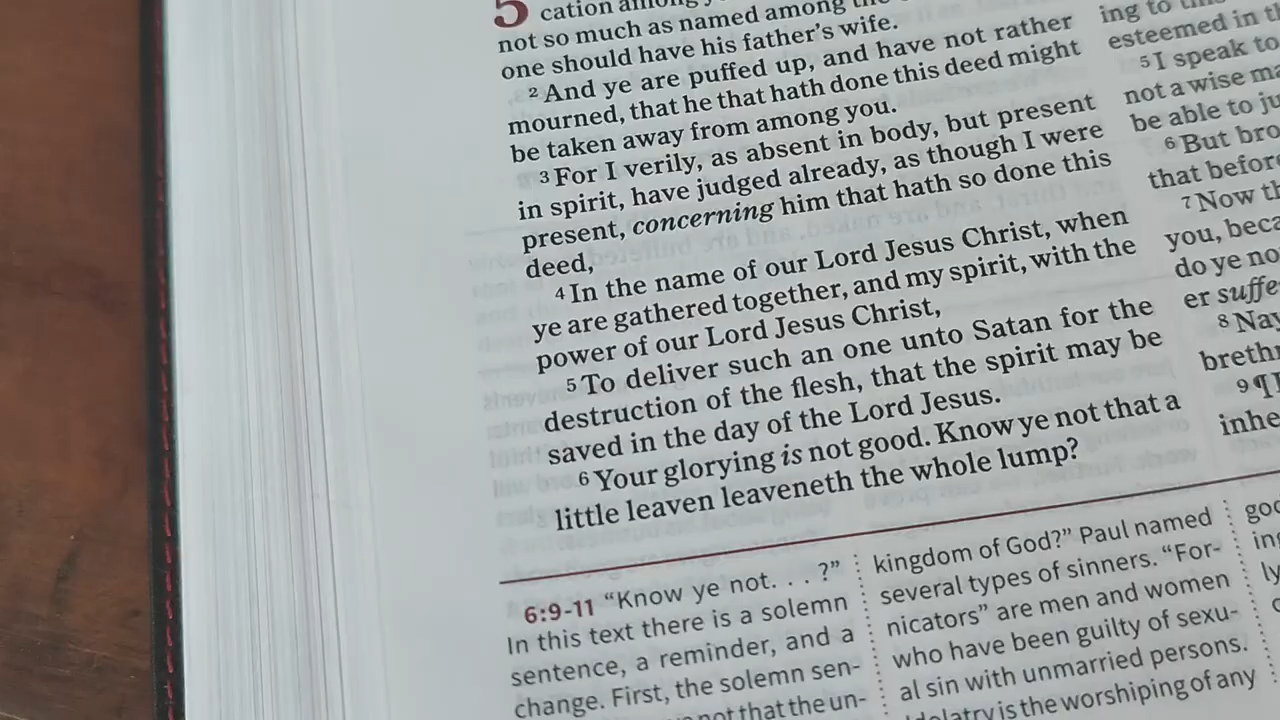 5 cation among
not so much as named among the
one should have his father's wife.
2 And ye are puffed up, and have not rather
mourned, that he that hath done this deed might
be taken away from among you.
3 For I verily, as absent in body, but present
in spirit, have judged already, as though I were
present, concerning him that hath so done this
deed,
4 In the name of our Lord Jesus Christ, when
ye are gathered together, and my spirit, with the
power of our Lord Jesus Christ,
5 To deliver such an one unto Satan for the
destruction of the flesh, that the spirit may be
saved in the day of the Lord Jesus.
6 Your glorying is not good. Know ye not that a
little leaven leaveneth the whole lump?
ing to
esteemed in
5 I speak to
not a wise
be able to
6 But
that
7 Now
you,
do ye
er
8
9 ¶
6:9-11 “Know ye not. . . ?”
In this text there is a solemn
sentence, a reminder, and a
change. First, the solemn sen-
not that the un-
kingdom of God?” Paul named
several types of sinners. “For-
nicators” are men and women
who have been guilty of sexu-
al sin with unmarried persons.
is the worshiping of any